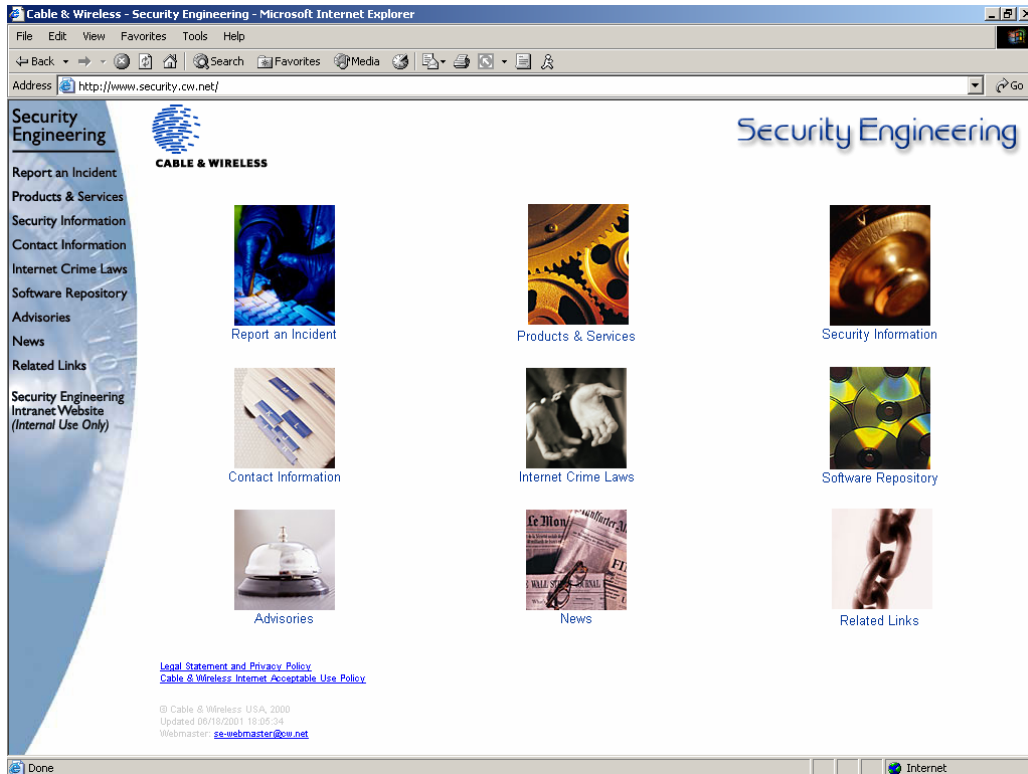 Cable & Wireless - Security Engineering - Microsoft Internet Explorer
File Edit View Favorites Tools Help
Back Search Favorites Media
Address http://www.security.cw.net/ Go
Security
Engineering
Report an Incident
Products & Services
Security Information
Contact Information
Internet Crime Laws
Software Repository
Advisories
News
Related Links
Security Engineering
Intranet Website
(Internal Use Only)
CABLE & WIRELESS
Security Engineering
Report an Incident
Products & Services
Security Information
Contact Information
Internet Crime Laws
Software Repository
Le Mon
WALL
JOURNAL
Advisories
News
Related Links
Legal Statement and Privacy Policy
Cable & Wireless Internet Acceptable Use Policy
© Cable & Wireless USA, 2000
Updated 06/18/2001 18:05:34
Webmaster: se-webmaster@cw.net
Done Internet